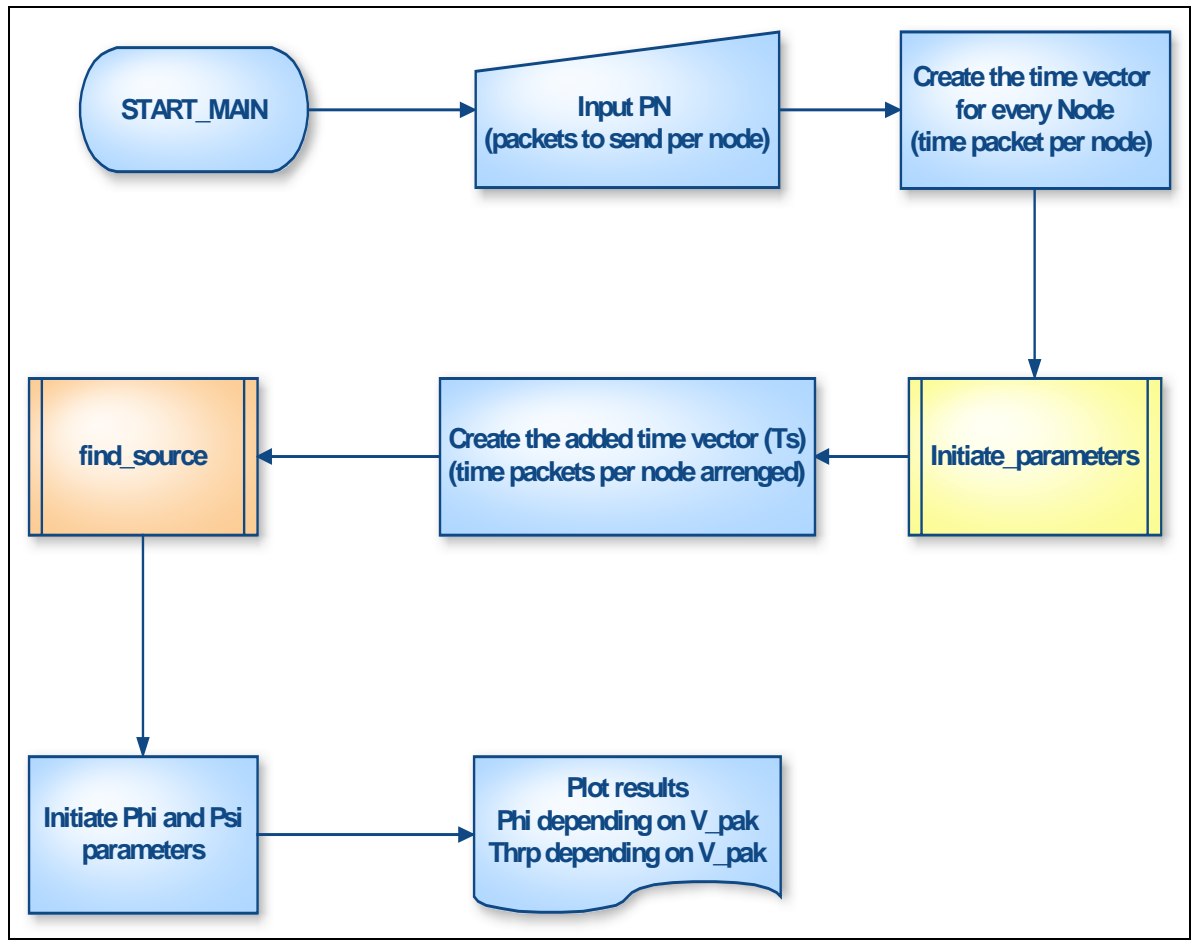 START_MAIN
Input PN
(packets to send per node)
Create the time vector
for every Node
(time packet per node)
Initiate_parameters
Create the added time vector (Ts)
(time packets per node arrenged)
find_source
Initiate Phi and Psi
parameters
Plot results
Phi depending on V_pak
Thrp depending on V_pak